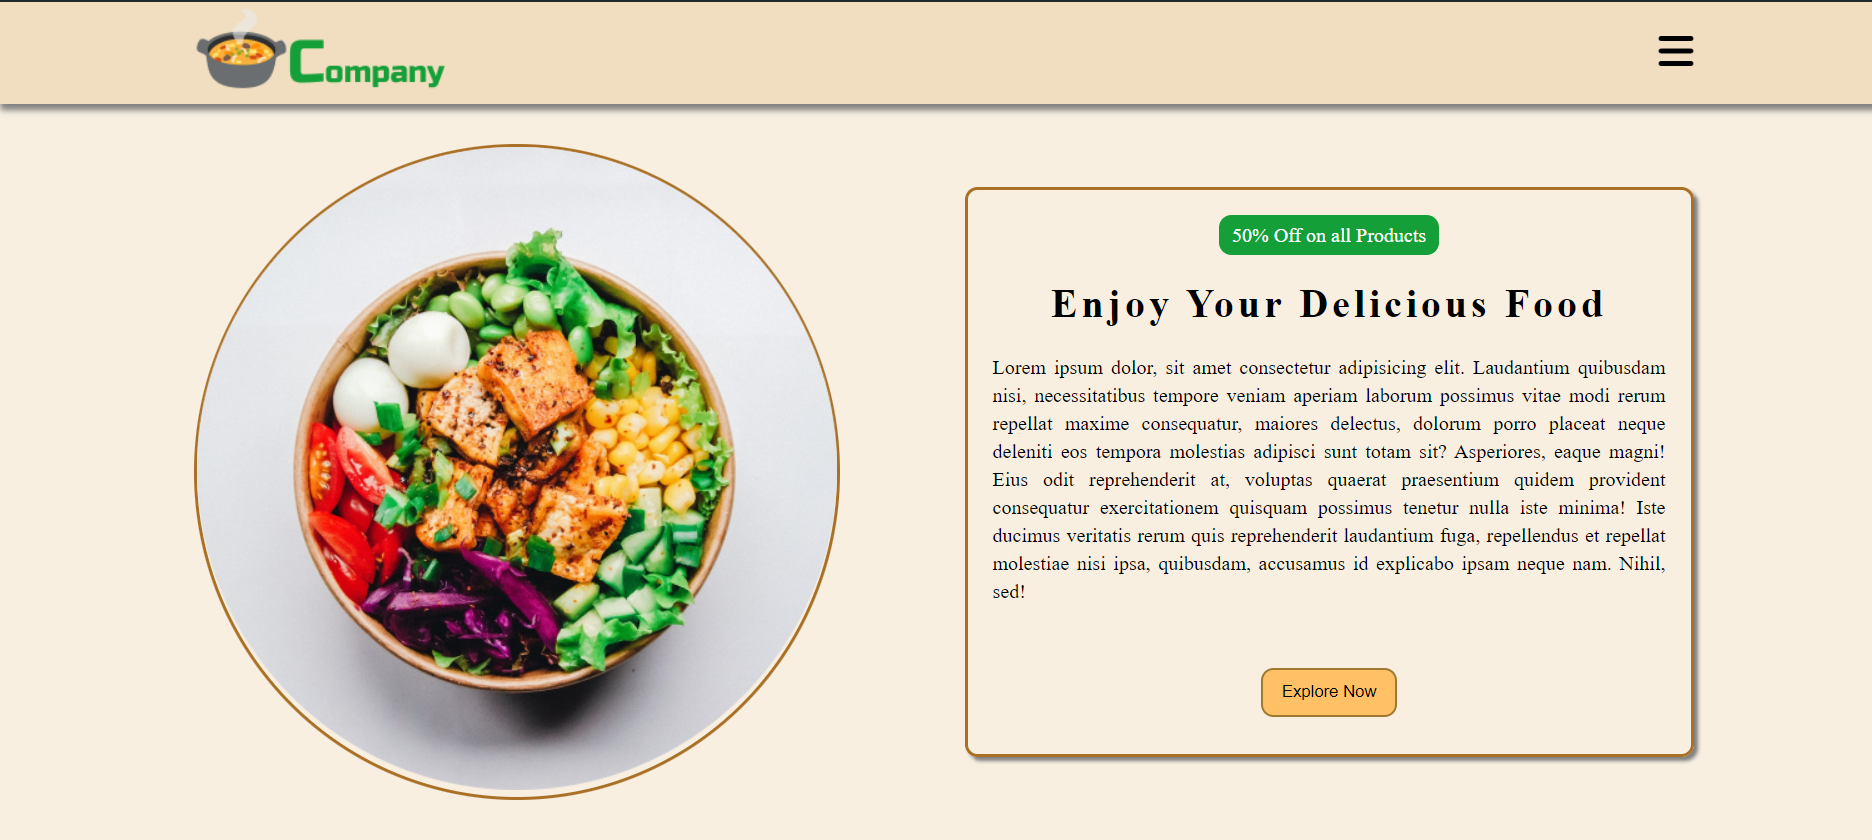 Company
50% Off on all Products
Enjoy Your Delicious Food
Lorem ipsum dolor, sit amet consectetur adipisicing elit. Laudantium quibusdam
nisi, necessitatibus tempore veniam aperiam laborum possimus vitae modi rerum
repellat maxime consequatur, maiores delectus, dolorum porro placeat neque
deleniti eos tempora molestias adipisci sunt totam sit? Asperiores, eaque magni!
Eius odit reprehenderit at, voluptas quaerat praesentium quidem provident
consequatur exercitationem quisquam possimus tenetur nulla iste minima! Iste
ducimus veritatis rerum quis reprehenderit laudantium fuga, repellendus et repellat
molestiae nisi ipsa, quibusdam, accusamus id explicabo ipsam neque nam. Nihil,
sed!
Explore Now